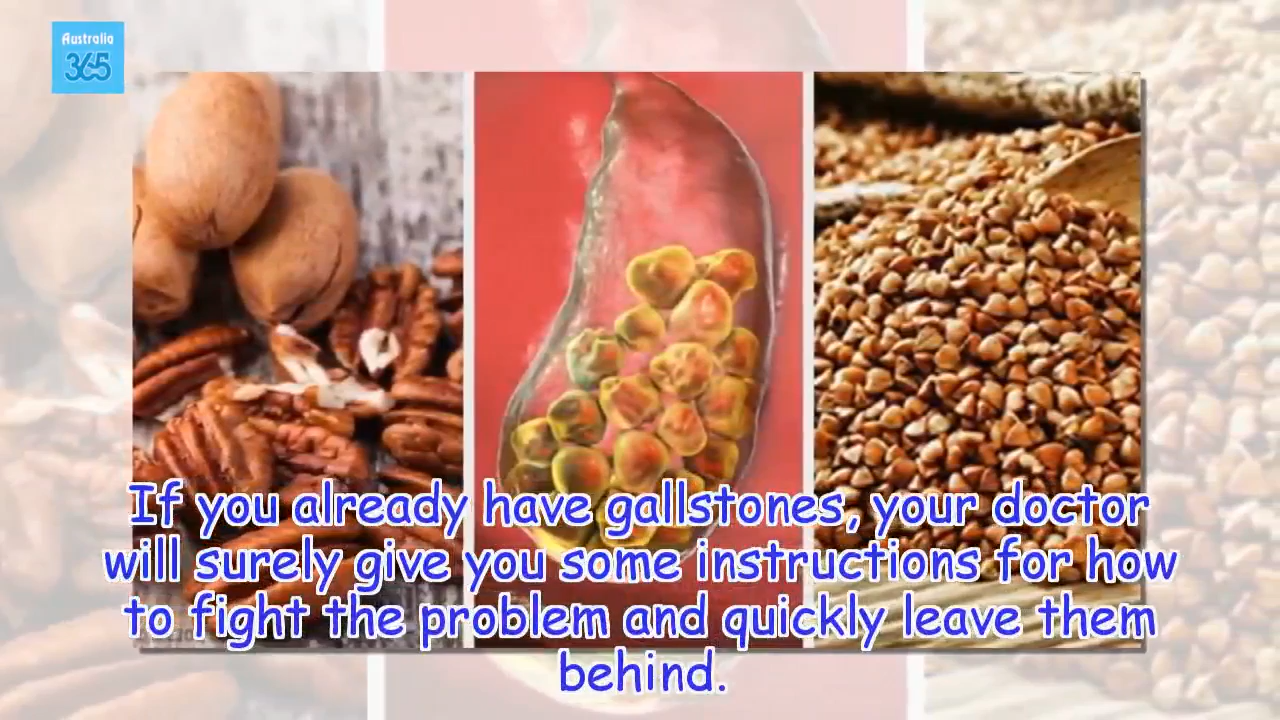 Australia
365
If you already have gallstones, your doctor
will surely give you some instructions for how
to fight the problem and quickly leave them
behind.